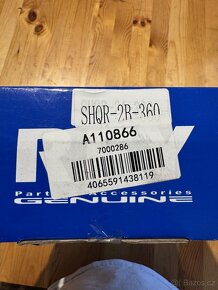 SHQR-2R-360
A110866
7000286
4065591438119
Parts
Accessories
GENUINE
Bazos.cz